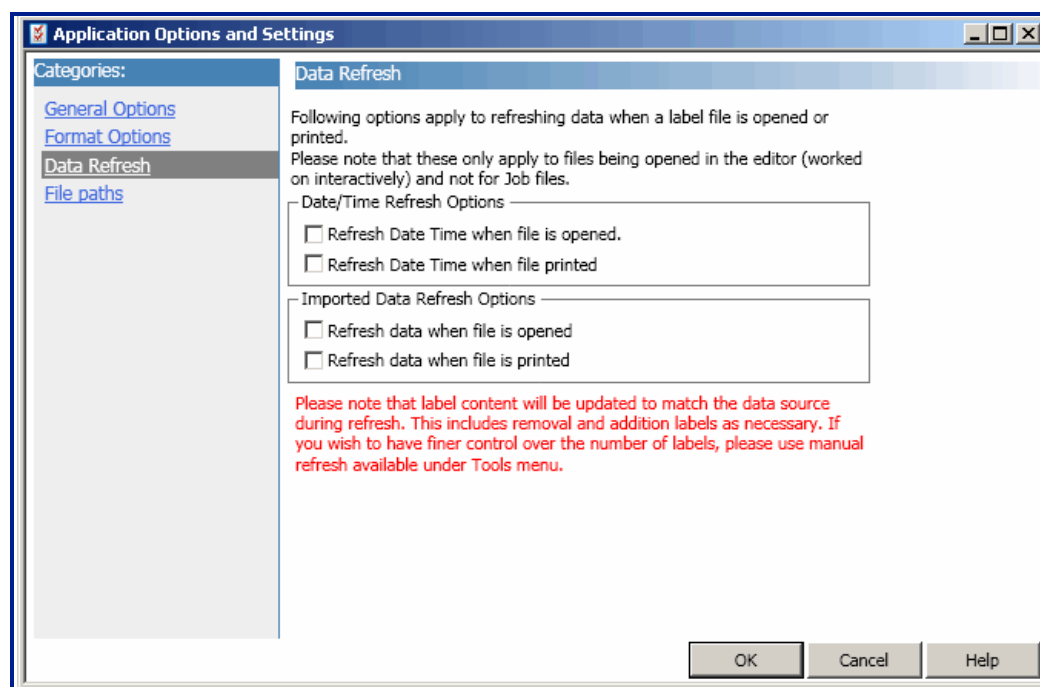 Application Options and Settings
Categories:
General Options
Format Options
Data Refresh
File paths
Data Refresh
Following options apply to refreshing data when a label file is opened or
printed.
Please note that these only apply to files being opened in the editor (worked
on interactively) and not for Job files.
Date/Time Refresh Options
Refresh Date Time when file is opened.
Refresh Date Time when file printed
Imported Data Refresh Options
Refresh data when file is opened
Refresh data when file is printed
Please note that label content will be updated to match the data source
during refresh. This includes removal and addition labels as necessary. If
you wish to have finer control over the number of labels, please use manual
refresh available under Tools menu.
OK
Cancel
Help